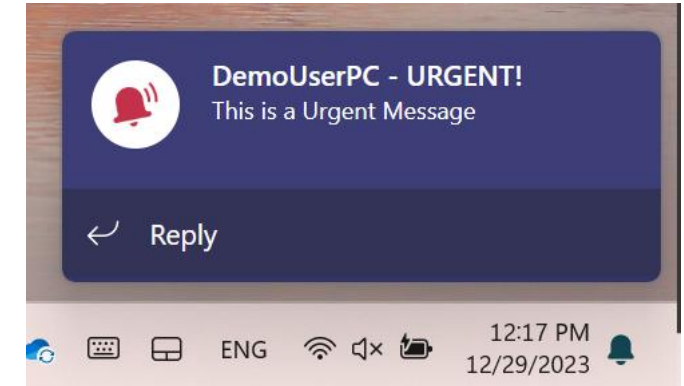 DemoUserPC - URGENT!
This is a Urgent Message
Reply
ENG
12:17 PM
12/29/2023